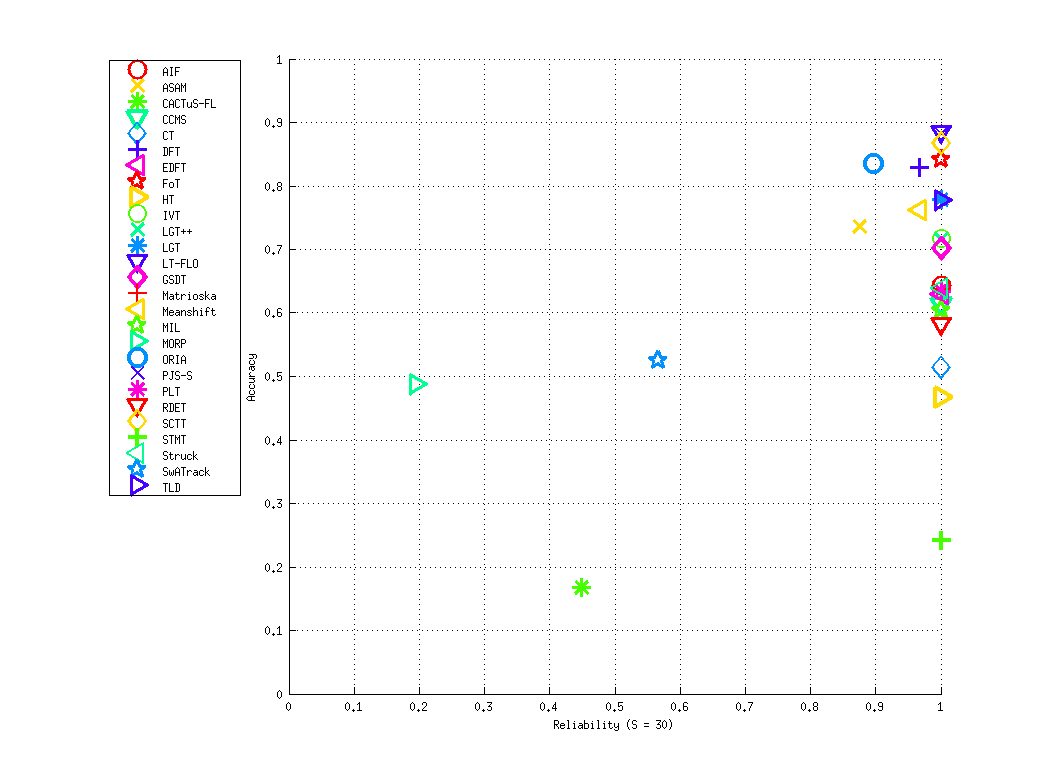 AIF
ASAM
CACTuS-FL
CCMS
CT
DFT
EDFT
FoT
HT
IVT
LGT++
LGT
LT-FLO
GSDT
Matrioska
Meanshift
MIL
MORP
ORIA
PJS-S
PLT
RDET
SCTT
STMT
Struck
SwATrack
TLD
Accuracy
1
0.9
0.8
0.7
0.6
0.5
0.4
0.3
0.2
0.1
0
0 0.1 0.2 0.3 0.4 0.5 0.6 0.7 0.8 0.9 1
Reliability (S = 30)